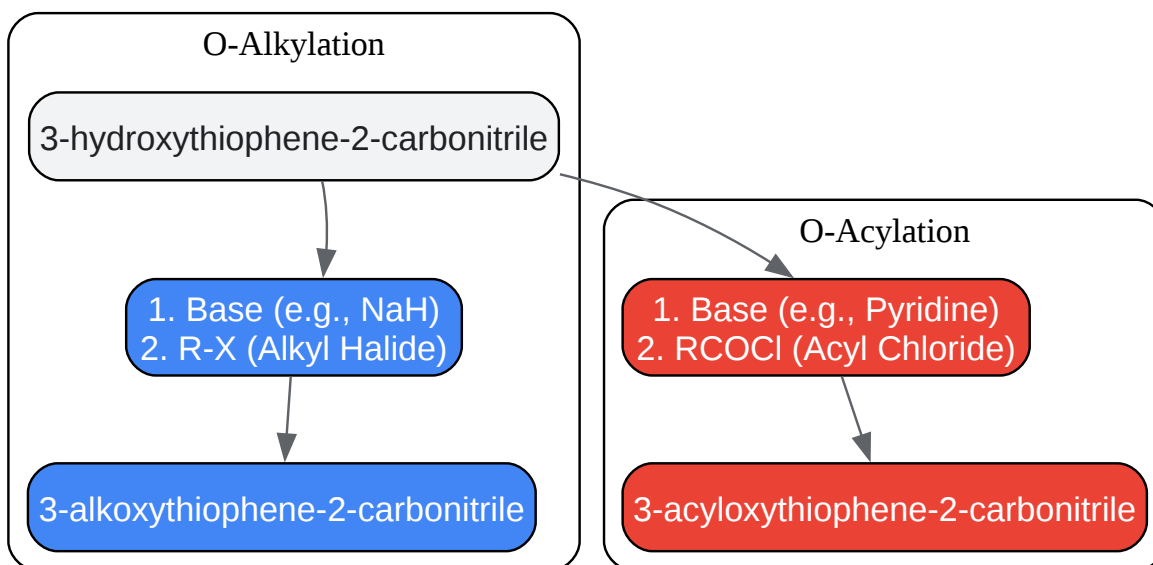 O-Alkylation
3-hydroxythiophene-2-carbonitrile
1. Base (e.g., NaH)
2. R-X (Alkyl Halide)
3-alkoxythiophene-2-carbonitrile
O-Acylation
1. Base (e.g., Pyridine)
2. RCOCl (Acyl Chloride)
3-acyloxythiophene-2-carbonitrile